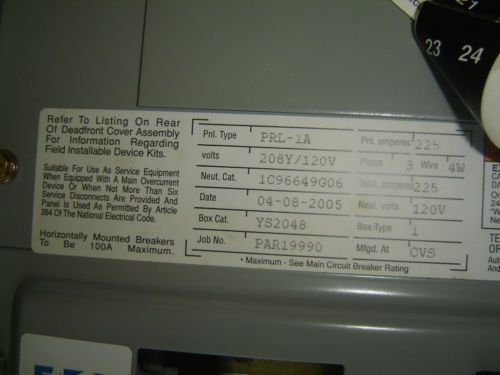 21
23 24
Refer To Listing On Rear
Of Deadfront Cover Assembly
For Information Regarding
Field Installable Device Kits.
Suitable For Use As Service Equipment
When Equipped With A Main Overcurrent
Device Or When Not More Than Six
Service Disconnects Are Provided And
Panel Is Used As Permitted By Article
384 Of The National Electrical Code.
Horizontally Mounted Breakers
To Be 100A Maximum.
Pnl. Type PRL-1A Pnl. amperes 225
volts 208Y/120V Phase 3 Wire 4W
Neut. Cat. 1C96649G06 Neut. amperes 225
Date 04-08-2005 Neut. volts 120V
Box Cat. YS2048 Box-Type 1
Job No. PAR19990 Mfgd. At CVS
* Maximum - See Main Circuit Breaker Rating